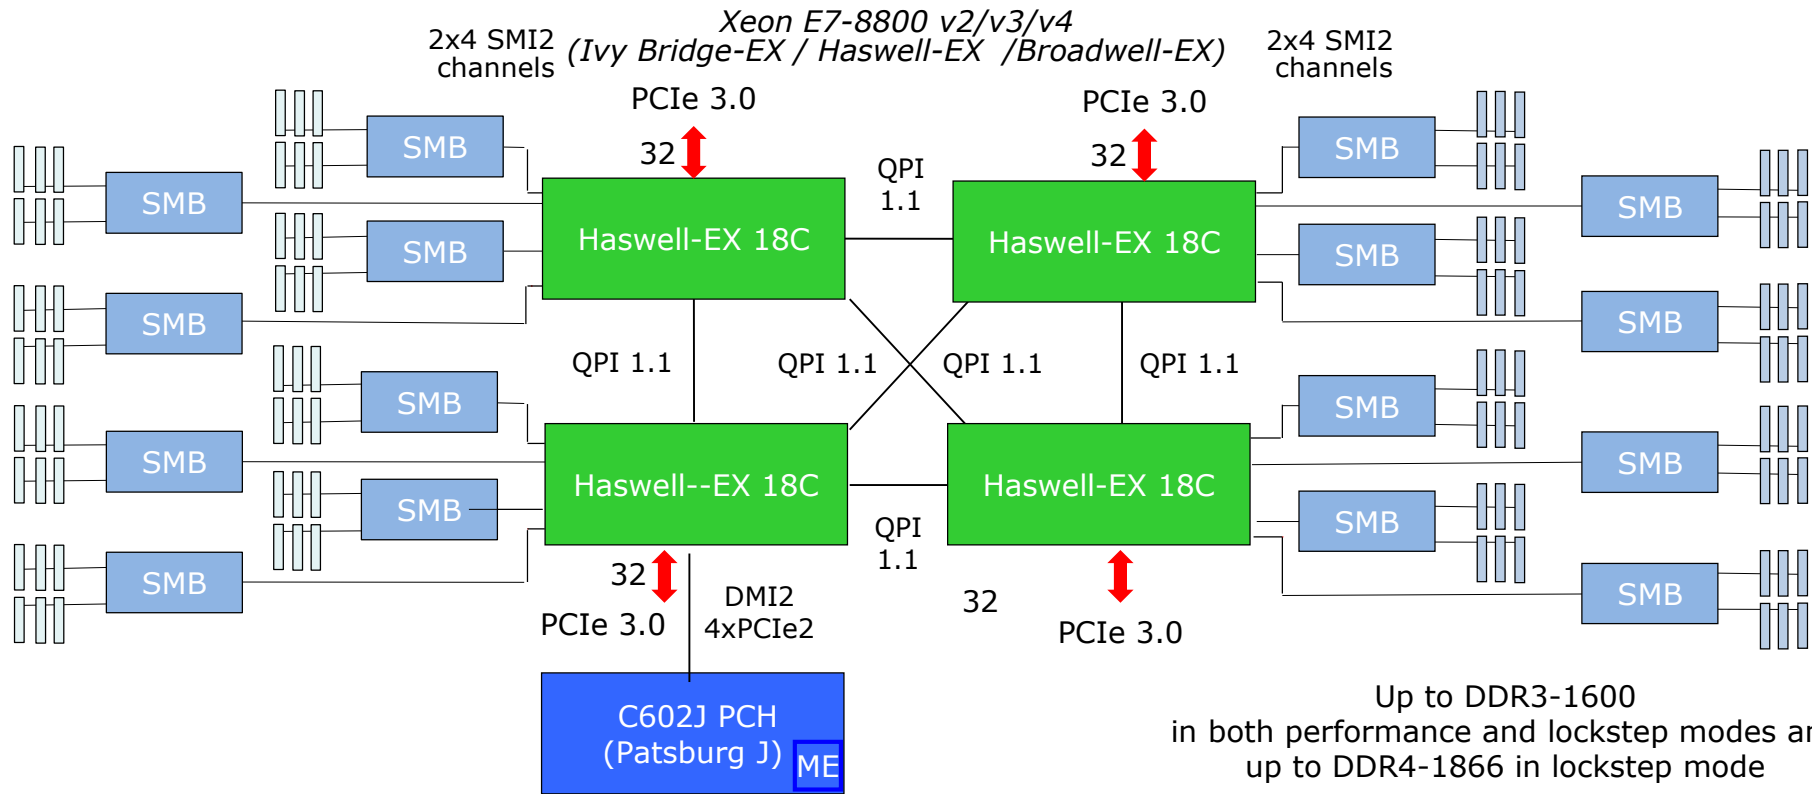 Xeon E7-8800 v2/v3/v4
(Ivy Bridge-EX / Haswell-EX /Broadwell-EX)
2x4 SMI2
channels
2x4 SMI2
channels
PCIe 3.0
32
PCIe 3.0
32
QPI
1.1
SMB
SMB
SMB
SMB
Haswell-EX 18C
Haswell-EX 18C
SMB
SMB
SMB
SMB
QPI 1.1
QPI 1.1
QPI 1.1
QPI 1.1
SMB
SMB
SMB
SMB
Haswell--EX 18C
Haswell-EX 18C
SMB
SMB
SMB
SMB
QPI
1.1
32
PCIe 3.0
DMI2
4xPCIe2
32
PCIe 3.0
C602J PCH
(Patsburg J)
ME
Up to DDR3-1600
in both performance and lockstep modes an
up to DDR4-1866 in lockstep mode